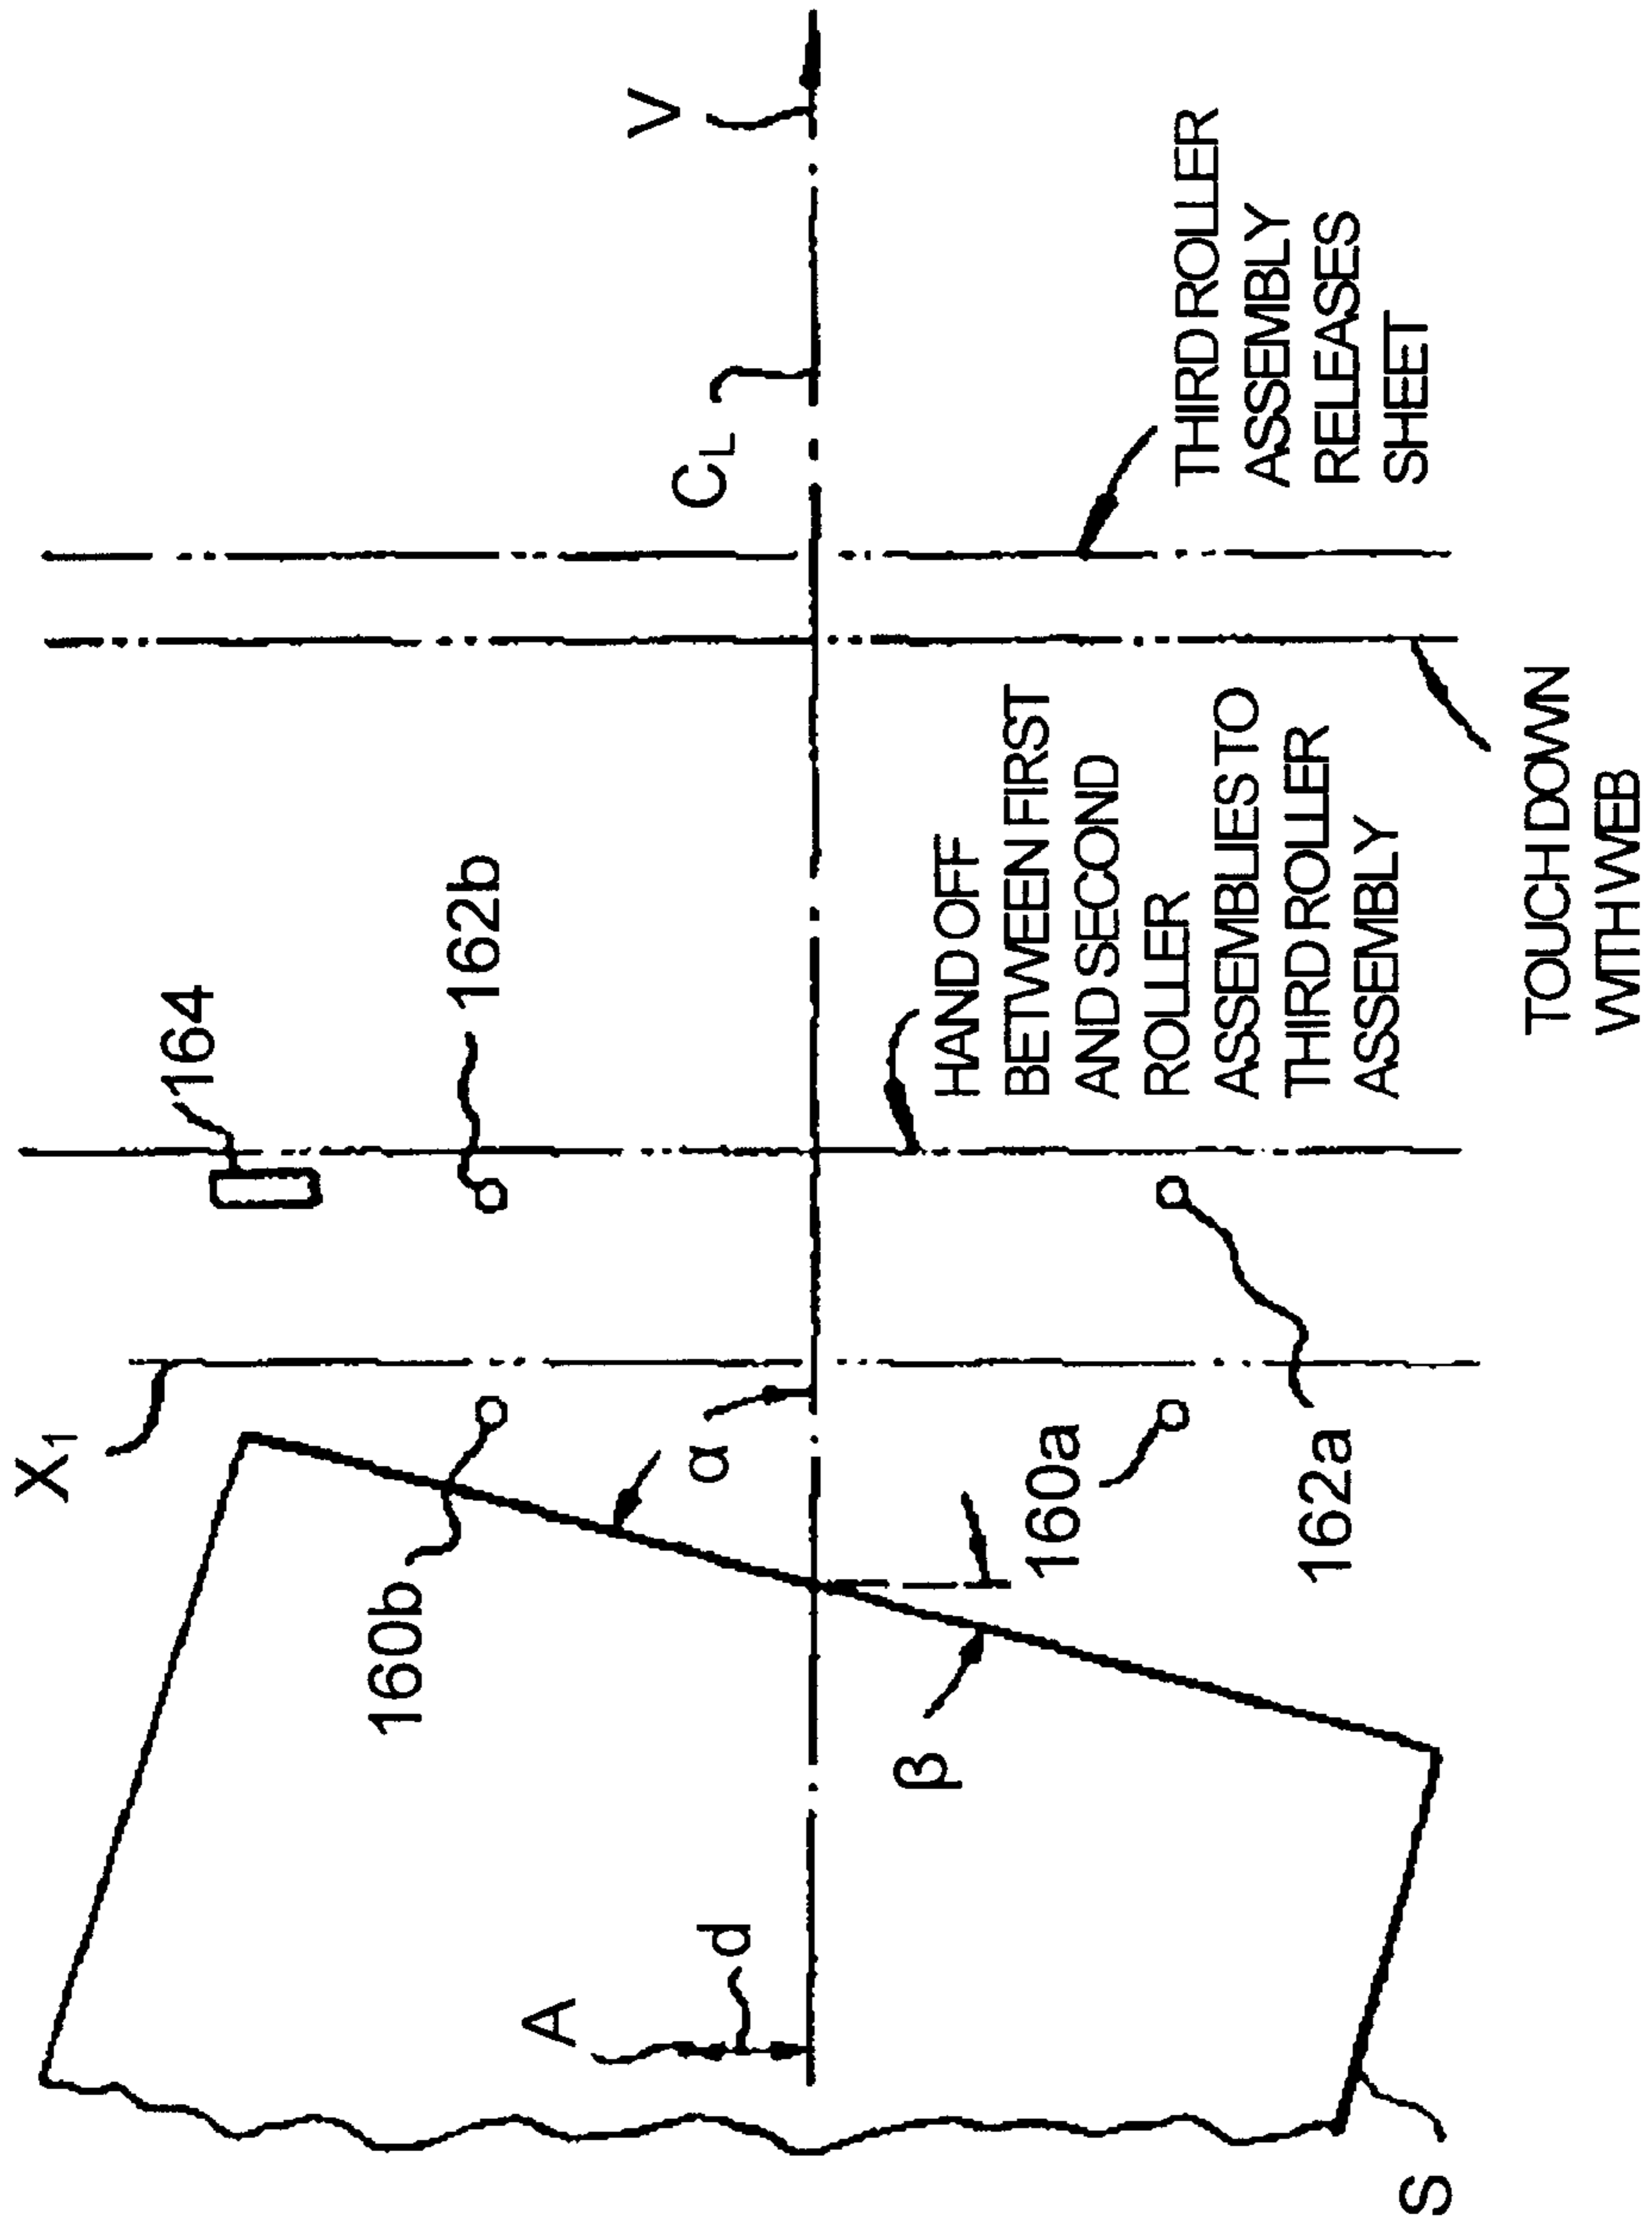 X1
164
162b
160b
α
CL
V
A
d
β
160a
162a
HAND OFF
BETWEEN FIRST
AND SECOND
ROLLER
ASSEMBLIES TO
THIRD ROLLER
ASSEMBLY
THIRD ROLLER
ASSEMBLY
RELEASES
SHEET
TOUCH DOWN
WITH WEB
S